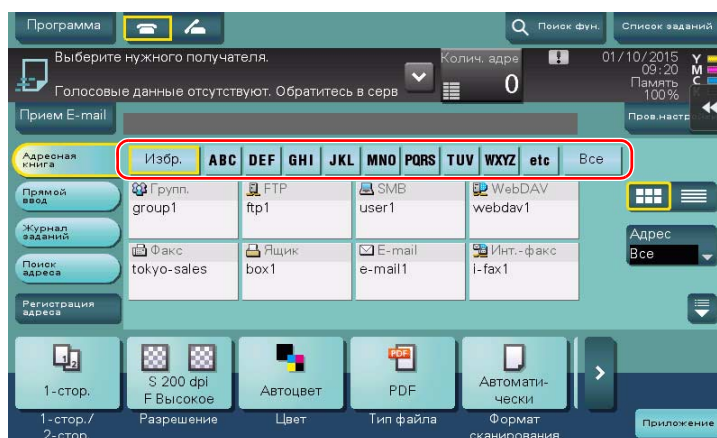 Программа
Поиск фун.
Список заданий
Выберите нужного получателя.
Голосовые данные отсутствуют. Обратитесь в серв
Колич. адре
0
01/10/2015
09:20
Память
100%
Y
M
C
K
Прием E-mail
Пров.настр
Адресная
книга
Избр.
ABC
DEF
GHI
JKL
MNO
PQRS
TUV
WXYZ
etc
Все
Прямой
ввод
Журнал
заданий
Поиск
адреса
Регистрация
адреса
Групп.
group1
FTP
ftp1
SMB
user1
WebDAV
webdav1
Факс
tokyo-sales
Ящик
box1
E-mail
e-mail1
Инт.-факс
i-fax1
Адрес
Все
1-стор.
S 200 dpi
F Высокое
Автоцвет
PDF
PDF
Автомати-
чески
1-стор./
2-стор.
Разрешение
Цвет
Тип файла
Формат
сканирования
Приложение